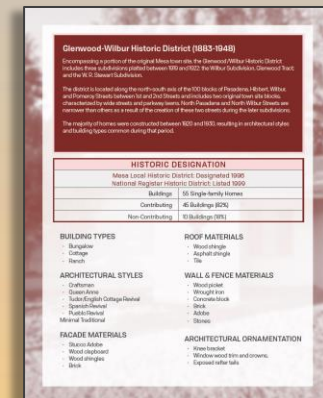 Glenwood-Wilbur Historic District (1883-1948)
Encompassing a portion of the original Mesa town site, the Glenwood/Wilbur Historic District
includes three subdivisions platted between 1919 and 1922: the Wilbur Subdivision, Glenwood Tract
and the W. R. Stewart Subdivision.
The district is located along the north-south axis of the 100 blocks of Pasadena, Hibbert, Wilbur,
and Pomeroy Streets between 1st and 2nd Streets and includes two original town site blocks,
characterized by wide streets and parkway lawns. North Pasadena and North Wilbur Streets are
narrower than others as a result of the creation of these two streets during the later subdivisions.
The majority of homes were constructed between 1920 and 1930, resulting in architectural styles
and building types common during that period.
HISTORIC DESIGNATION
Mesa Local Historic District: Designated 1996
National Register Historic District: Listed 1999
Buildings 55 Single-family Homes
Contributing 45 Buildings (82%)
Non-Contributing 10 Buildings (18%)
BUILDING TYPES
- Bungalow
- Cottage
- Ranch
ARCHITECTURAL STYLES
- Craftsman
- Queen Anne
- Tudor/English Cottage Revival
- Spanish Revival
- Pueblo Revival
Minimal Traditional
FACADE MATERIALS
- Stucco Adobe
- Wood clapboard
- Wood shingles
- Brick
ROOF MATERIALS
- Wood shingle
- Asphalt shingle
- Tile
WALL & FENCE MATERIALS
- Wood picket
- Wrought iron
- Concrete block
- Brick
- Adobe
- Stones
ARCHITECTURAL ORNAMENTATION
- Knee bracket
- Window wood trim and crowns,
- Exposed rafter tails